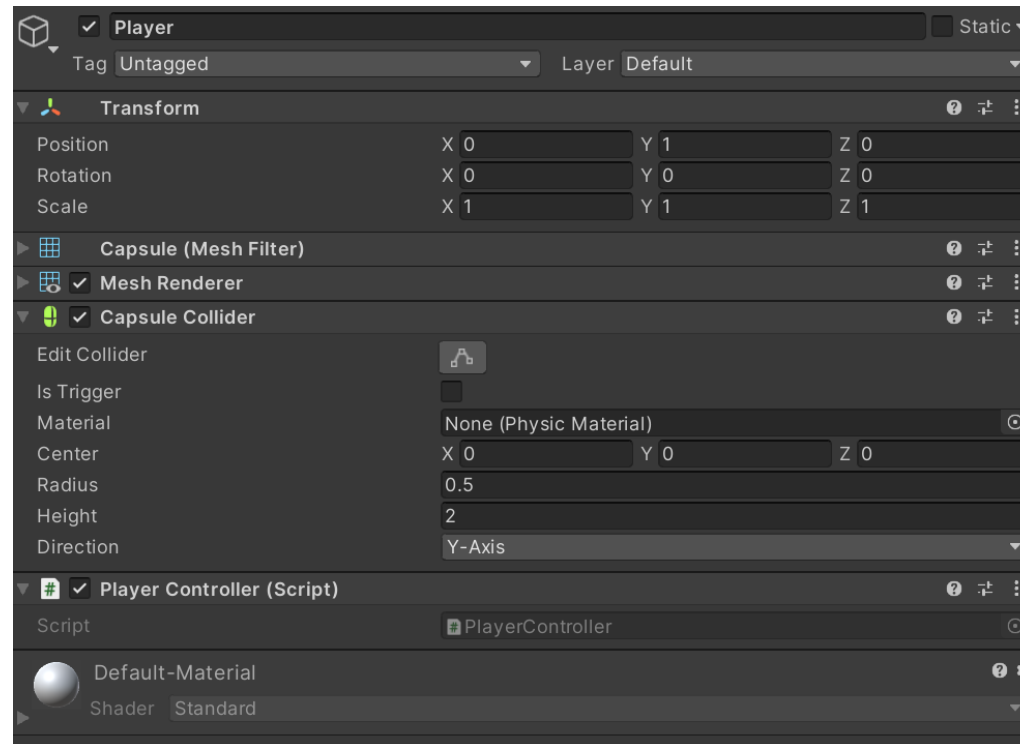 Player Static
Tag Untagged Layer Default
Transform
Position X 0 Y 1 Z 0
Rotation X 0 Y 0 Z 0
Scale X 1 Y 1 Z 1
Capsule (Mesh Filter)
Mesh Renderer
Capsule Collider
Edit Collider
Is Trigger
Material None (Physic Material)
Center X 0 Y 0 Z 0
Radius 0.5
Height 2
Direction Y-Axis
# Player Controller (Script)
Script # PlayerController
Default-Material
Shader Standard